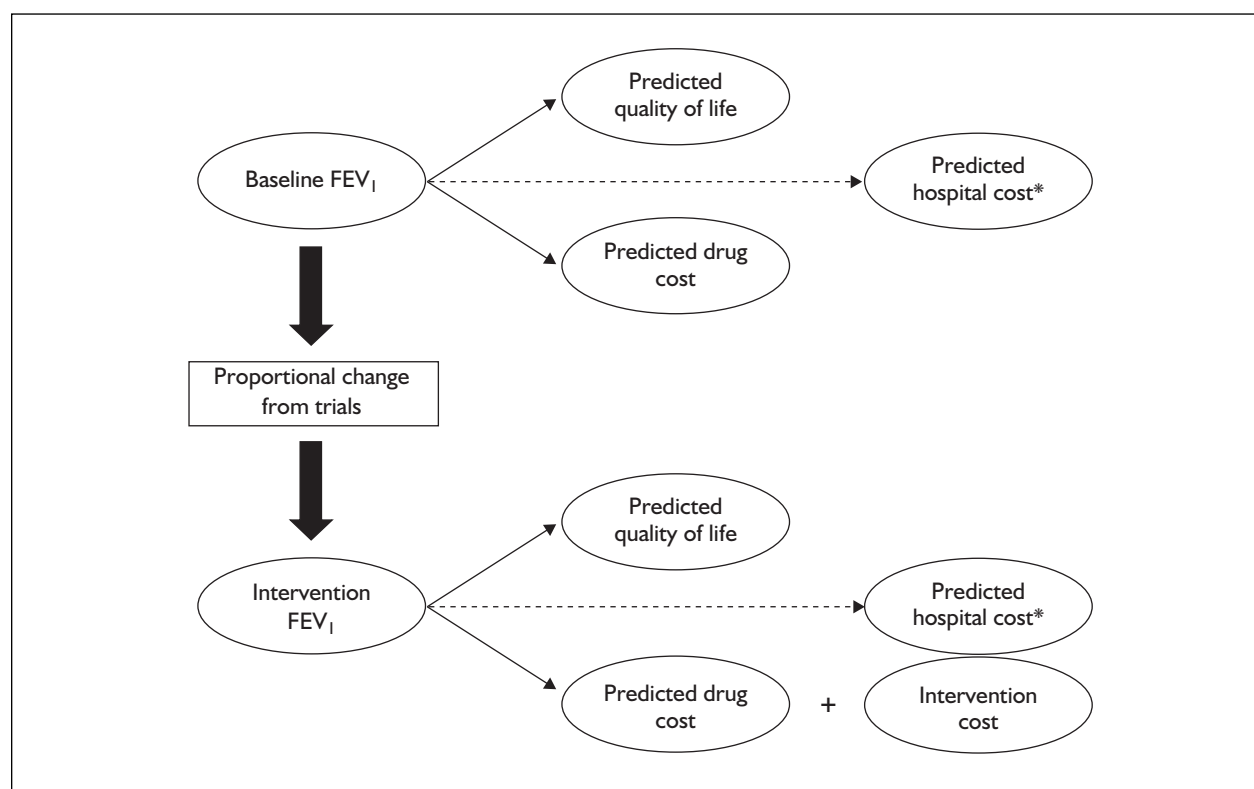 Predicted
quality of life
Baseline FEV₁
Predicted
hospital cost*
Predicted drug
cost
Proportional change
from trials
Predicted
quality of life
Intervention
FEV₁
Predicted
hospital cost*
Predicted drug
cost
+
Intervention
cost